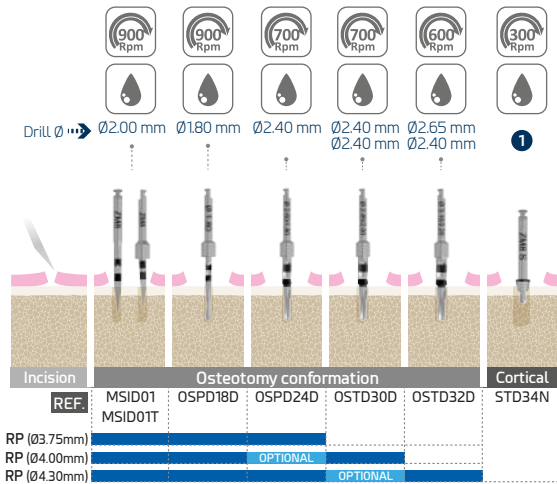 900 Rpm 900 Rpm 700 Rpm 700 Rpm 600 Rpm 300 Rpm
Drill Ø Ø2.00 mm Ø1.80 mm Ø2.40 mm Ø2.40 mm Ø2.65 mm
Ø2.40 mm Ø2.40 mm
1
Incision Osteotomy conformation Cortical
REF. MSID01 OSPD18D OSPD24D OSTD30D OSTD32D STD34N
MSID01T
RP (Ø3.75mm)
RP (Ø4.00mm) OPTIONAL
RP (Ø4.30mm) OPTIONAL